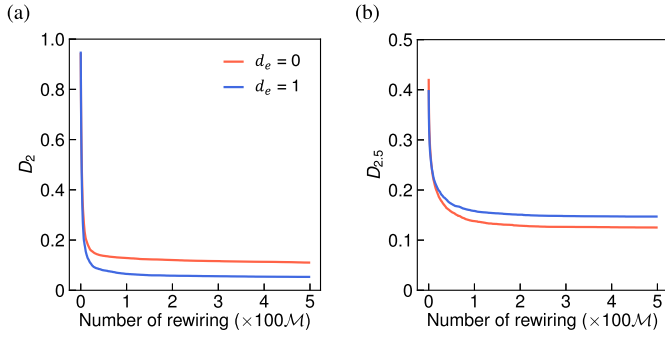 (a)
D₂
1.0
0.8
0.6
0.4
0.2
0
d_e = 0
d_e = 1
0 1 2 3 4 5
Number of rewiring (×100ℳ)
(b)
D₂.₅
0.5
0.4
0.3
0.2
0.1
0
0 1 2 3 4 5
Number of rewiring (×100ℳ)